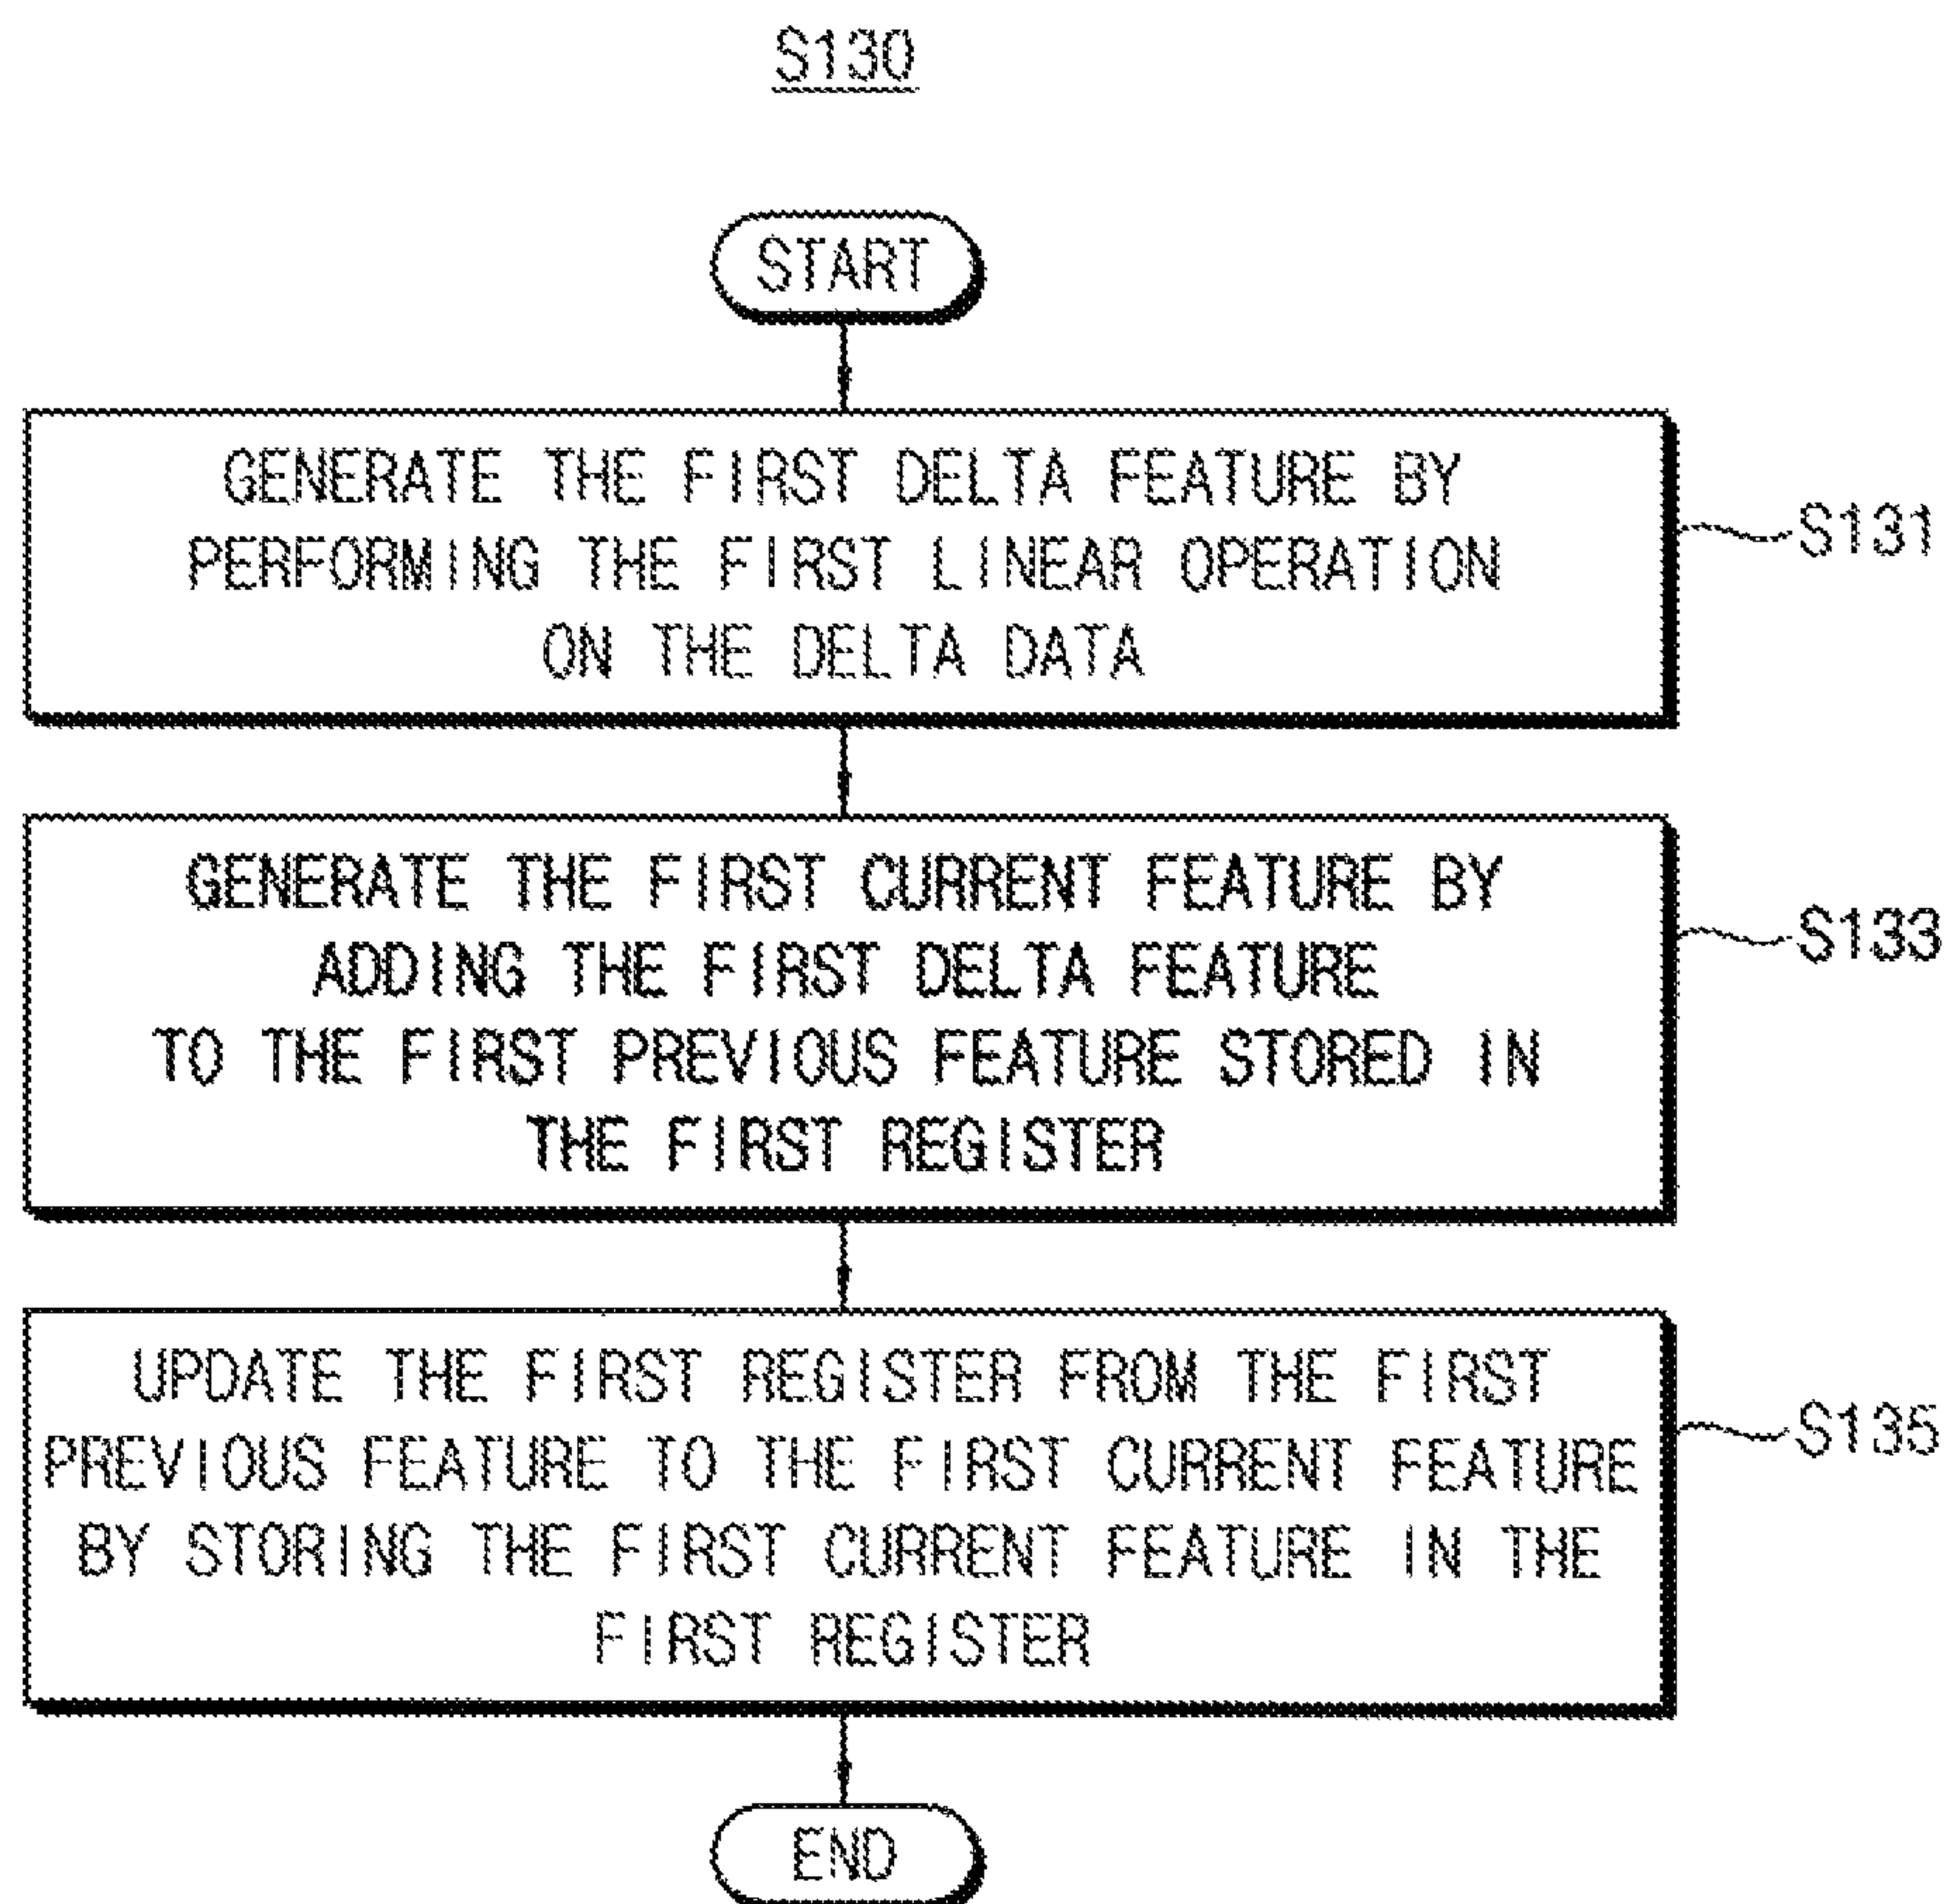 S130
START
GENERATE THE FIRST DELTA FEATURE BY
PERFORMING THE FIRST LINEAR OPERATION
ON THE DELTA DATA
S131
GENERATE THE FIRST CURRENT FEATURE BY
ADDING THE FIRST DELTA FEATURE
TO THE FIRST PREVIOUS FEATURE STORED IN
THE FIRST REGISTER
S133
UPDATE THE FIRST REGISTER FROM THE FIRST
PREVIOUS FEATURE TO THE FIRST CURRENT FEATURE
BY STORING THE FIRST CURRENT FEATURE IN THE
FIRST REGISTER
S135
END